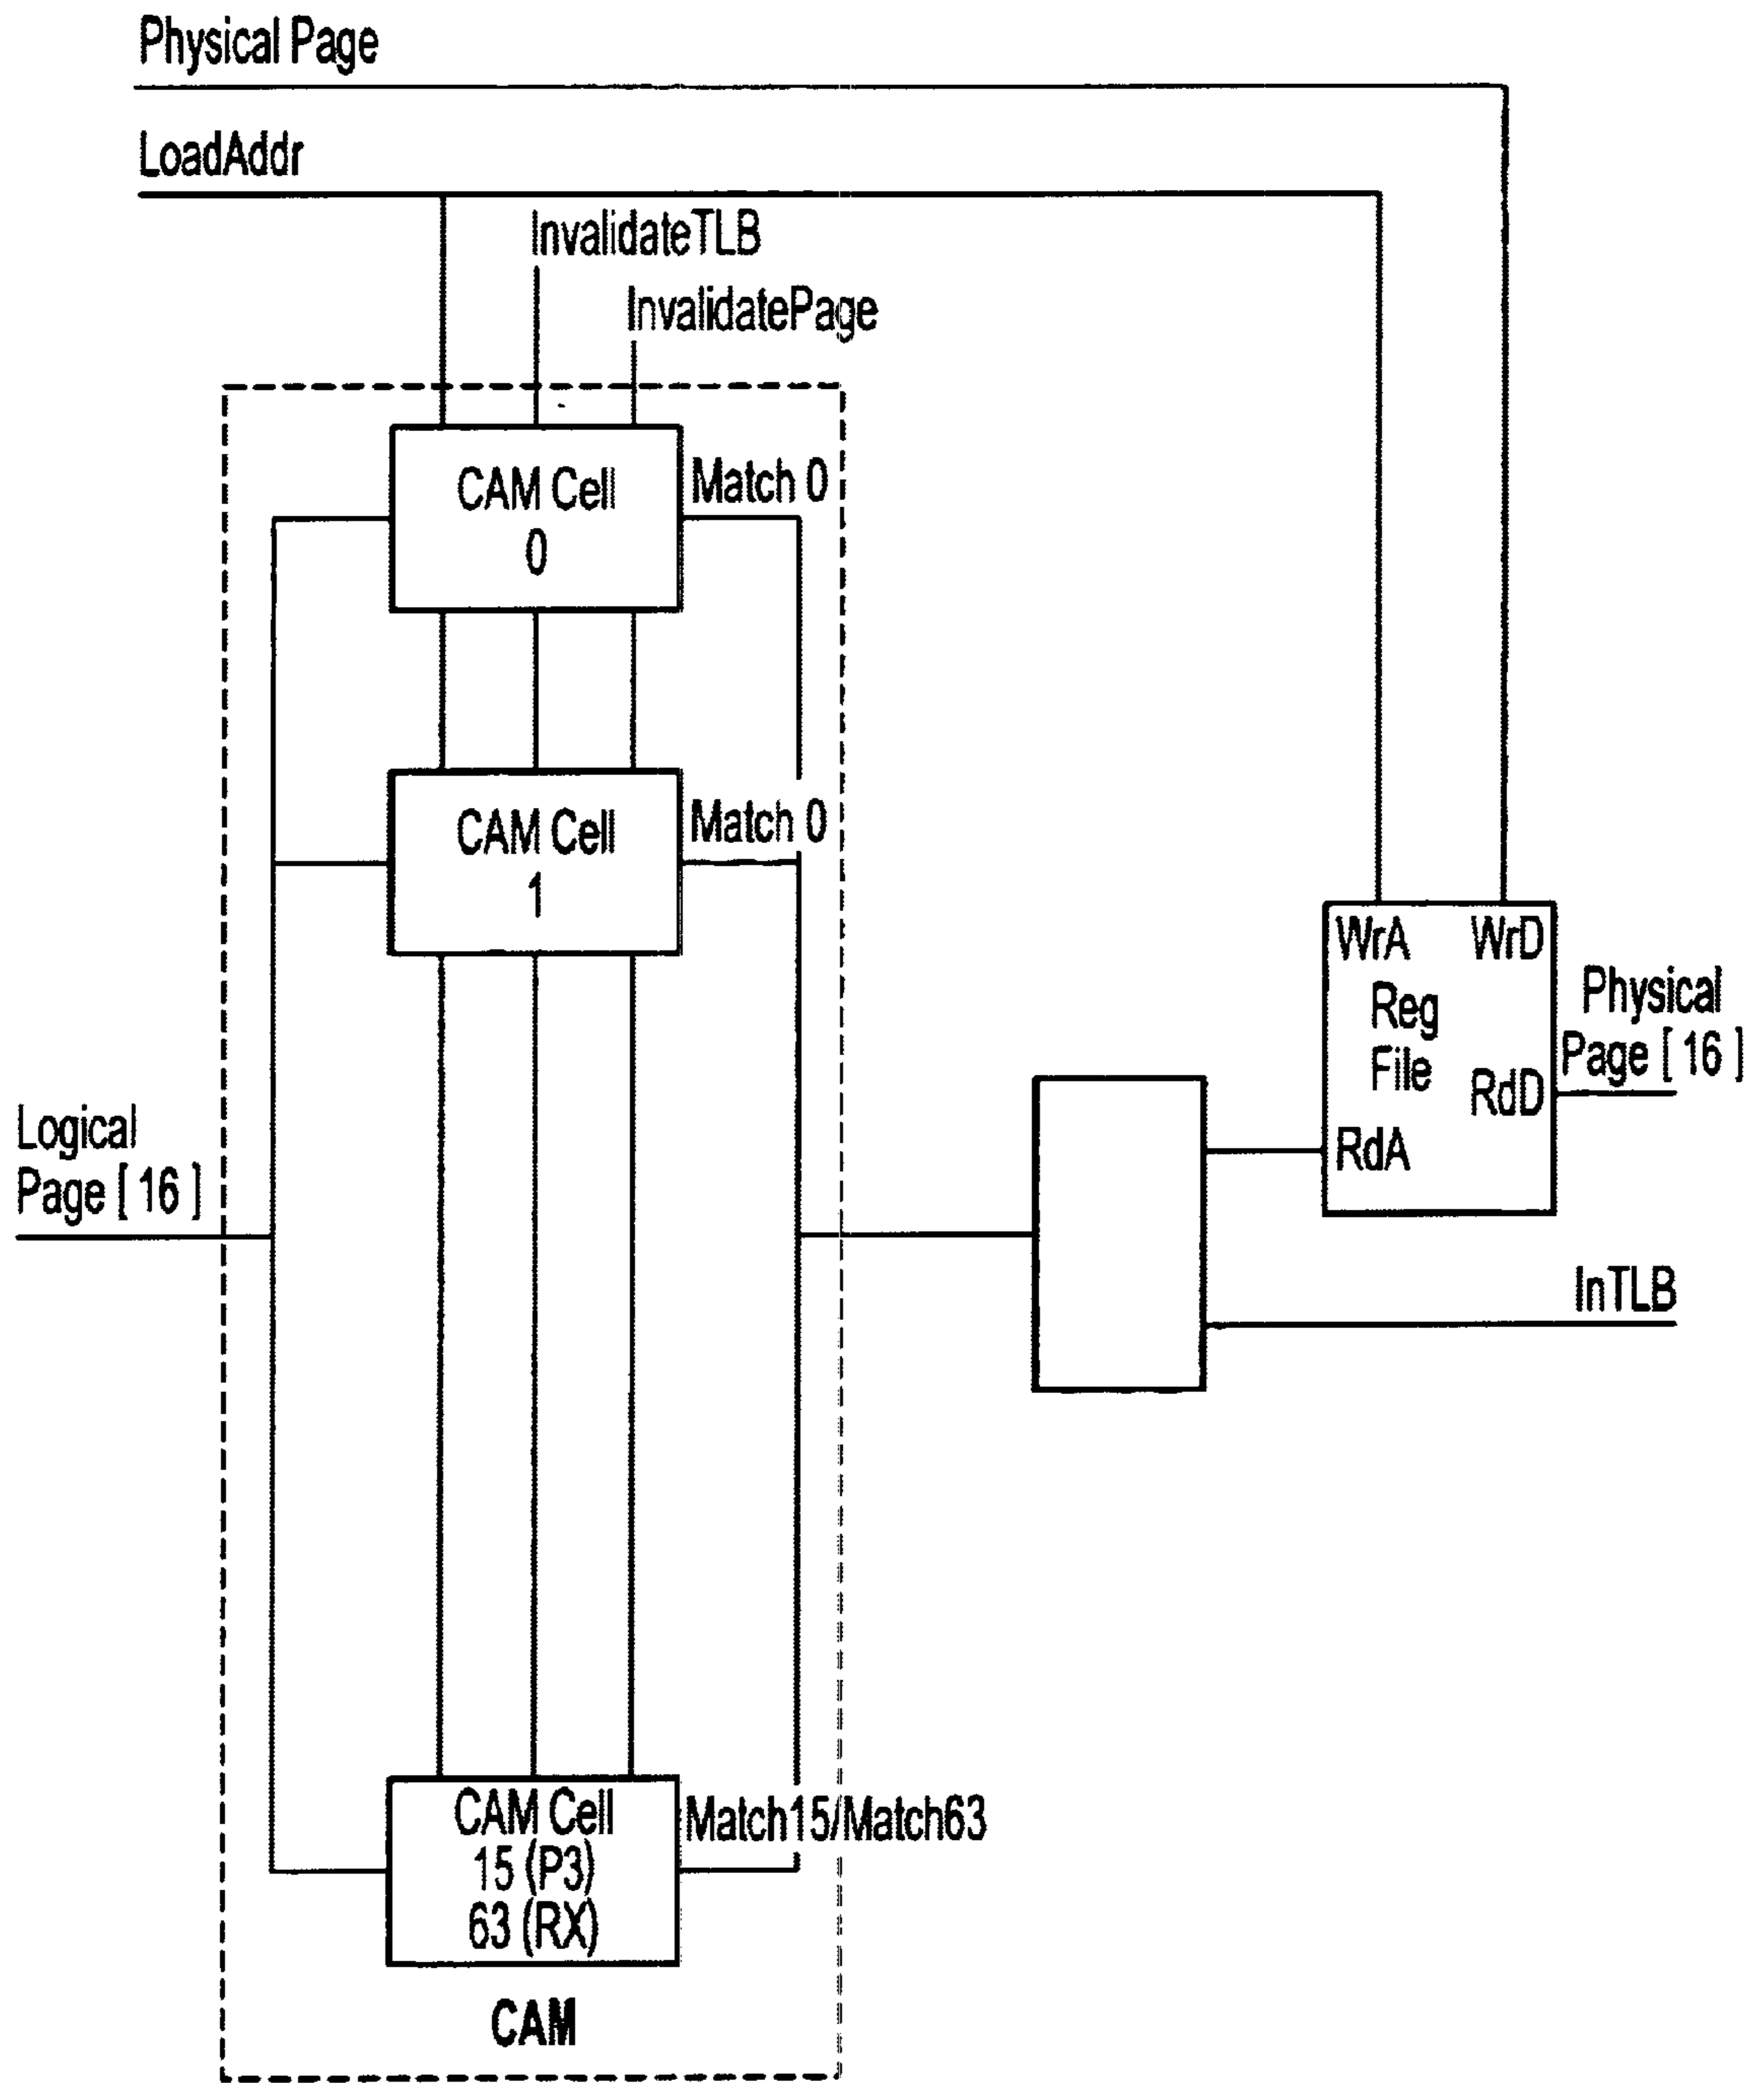 Physical Page
LoadAddr
InvalidateTLB
InvalidatePage
CAM Cell
0
Match 0
CAM Cell
1
Match 0
WrA WrD
Reg
File
RdD
RdA
Physical
Page [ 16 ]
Logical
Page [ 16 ]
InTLB
CAM Cell
15 (P3)
63 (RX)
Match15/Match63
CAM